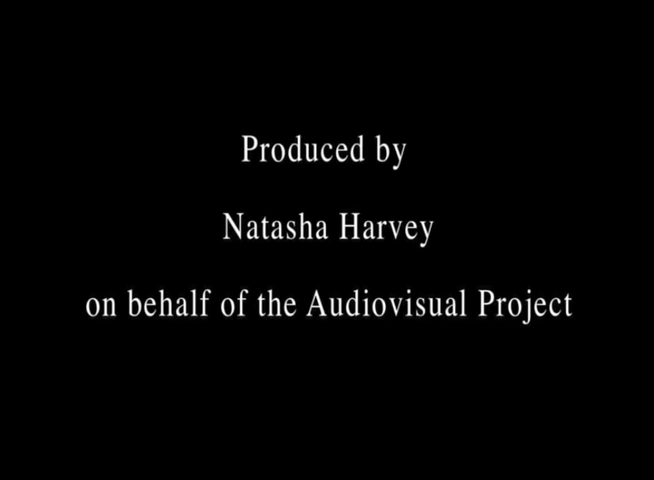 Produced by
Natasha Harvey
on behalf of the Audiovisual Project